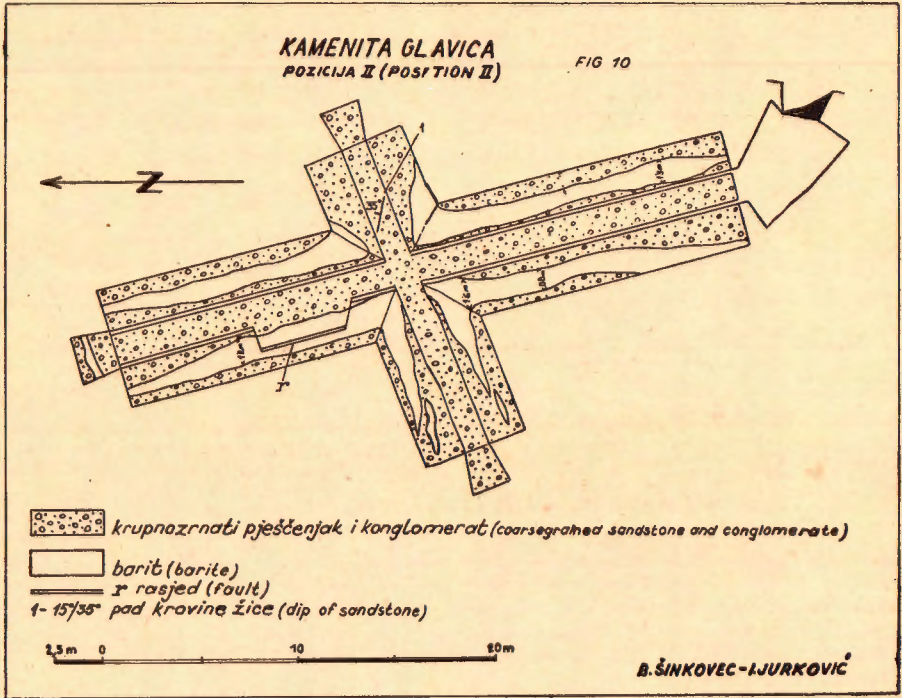 KAMENITA GLAVICA
POZICIJA II (POSITION II)
FIG 10
1
N
r
krupnozrnati pješčenjak i konglomerat (coarsegrained sandstone and conglomerate)
barit (barite)
r rasjed (fault)
1- 15°/35° pad krovine žice (dip of sandstone)
2,5m 0 10 20m
B. ŠINKOVEC - I. JURKOVIĆ